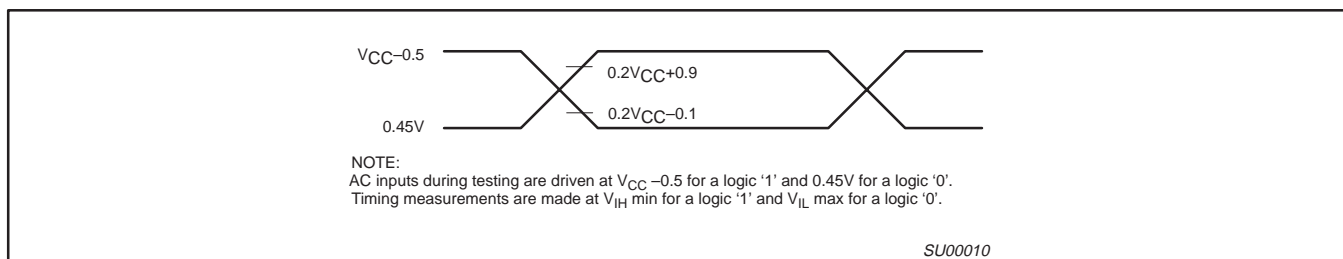 VCC–0.5
0.2VCC+0.9
0.2VCC–0.1
0.45V
NOTE:
AC inputs during testing are driven at VCC –0.5 for a logic ‘1’ and 0.45V for a logic ‘0’.
Timing measurements are made at VIH min for a logic ‘1’ and VIL max for a logic ‘0’.
SU00010